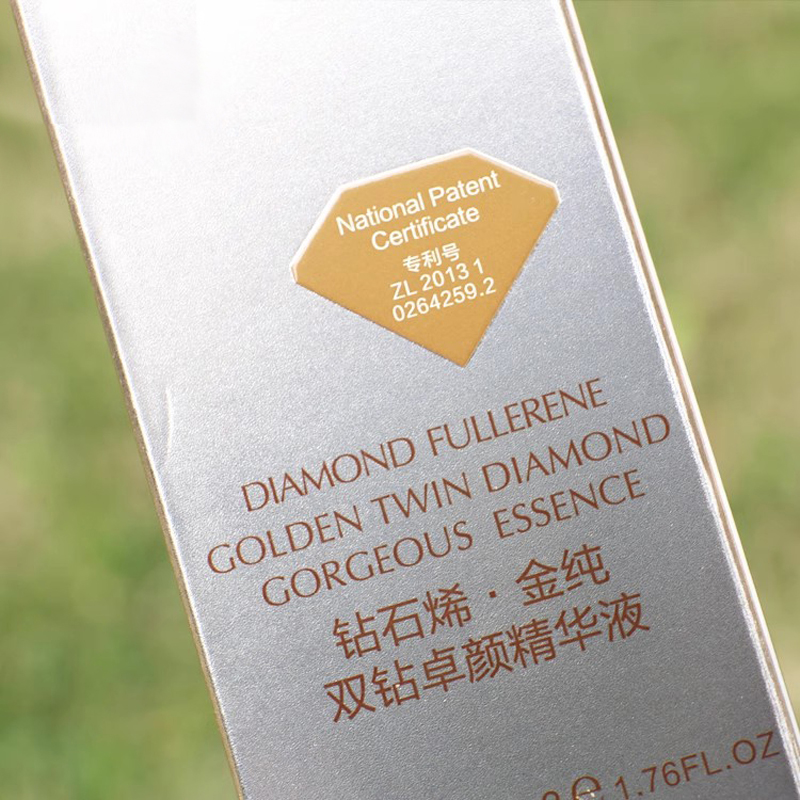 National Patent
Certificate
专利号
ZL 2013 1
0264259.2
DIAMOND FULLERENE
GOLDEN TWIN DIAMOND
GORGEOUS ESSENCE
钻石烯·金纯
双钻卓颜精华液
1.76FL.OZ